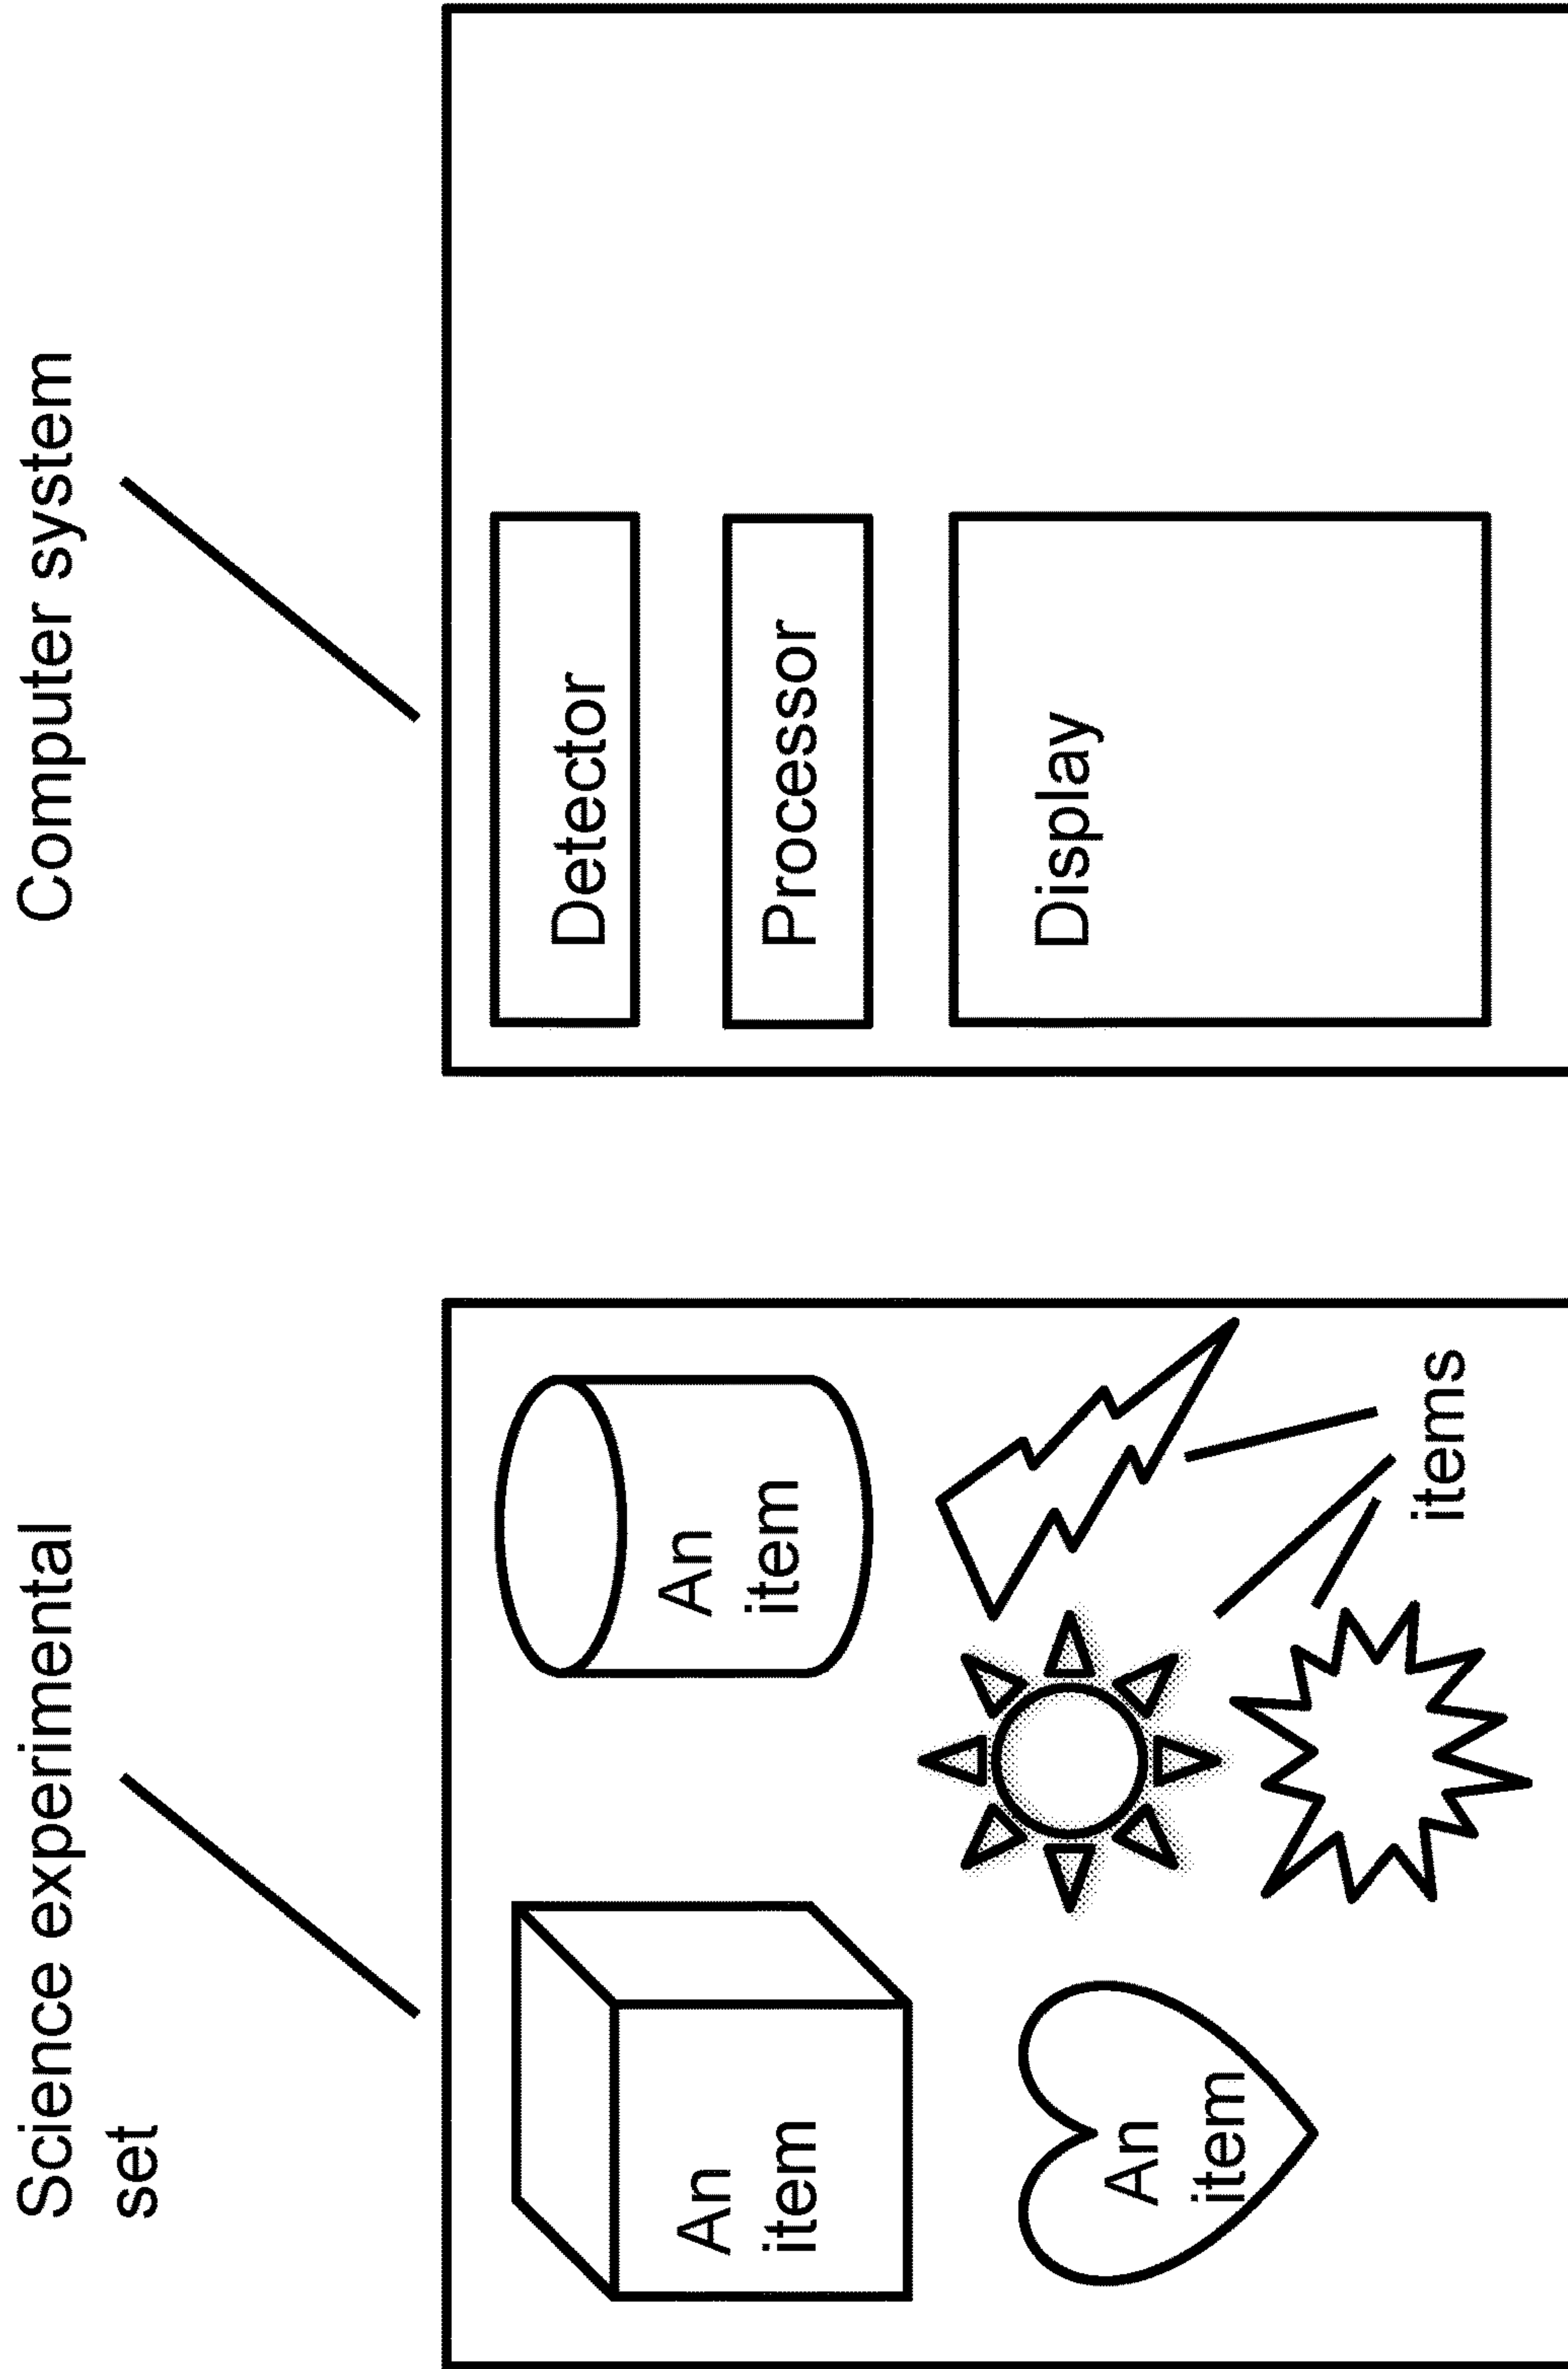 Science experimental
set
An
item
An
item
An
item
items
Computer system
Detector
Processor
Display